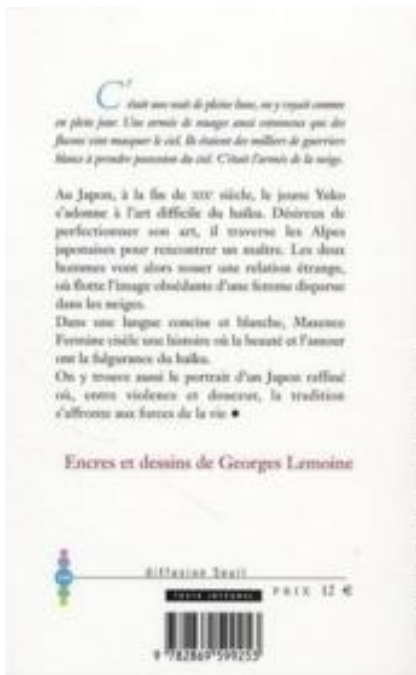 C'était une nuit de pleine lune, on y voyait comme
en plein jour. Une armée de nuages aussi cotonneux que des
flocons vint masquer le ciel. Ils étaient des milliers de guerriers
blancs à prendre possession du ciel. C'était l'armée de la neige.
Au Japon, à la fin de XIXe siècle, le jeune Yuko
s'adonne à l'art difficile du haïku. Désireux de
perfectionner son art, il traverse les Alpes
japonaises pour rencontrer un maître. Les deux
hommes vont alors nouer une relation étrange,
où flotte l'image obsédante d'une femme disparue
dans les neiges.
Dans une langue concise et blanche, Maxence
Fermine cisèle une histoire où la beauté et l'amour
ont la fulgurance du haïku.
On y trouve aussi le portrait d'un Japon raffiné
où, entre violence et douceur, la tradition
s'affronte aux forces de la vie ●
Encres et dessins de Georges Lemoine
diffusion Seuil
TEXTE INTÉGRAL PRIX 12 €
9 782869 599253